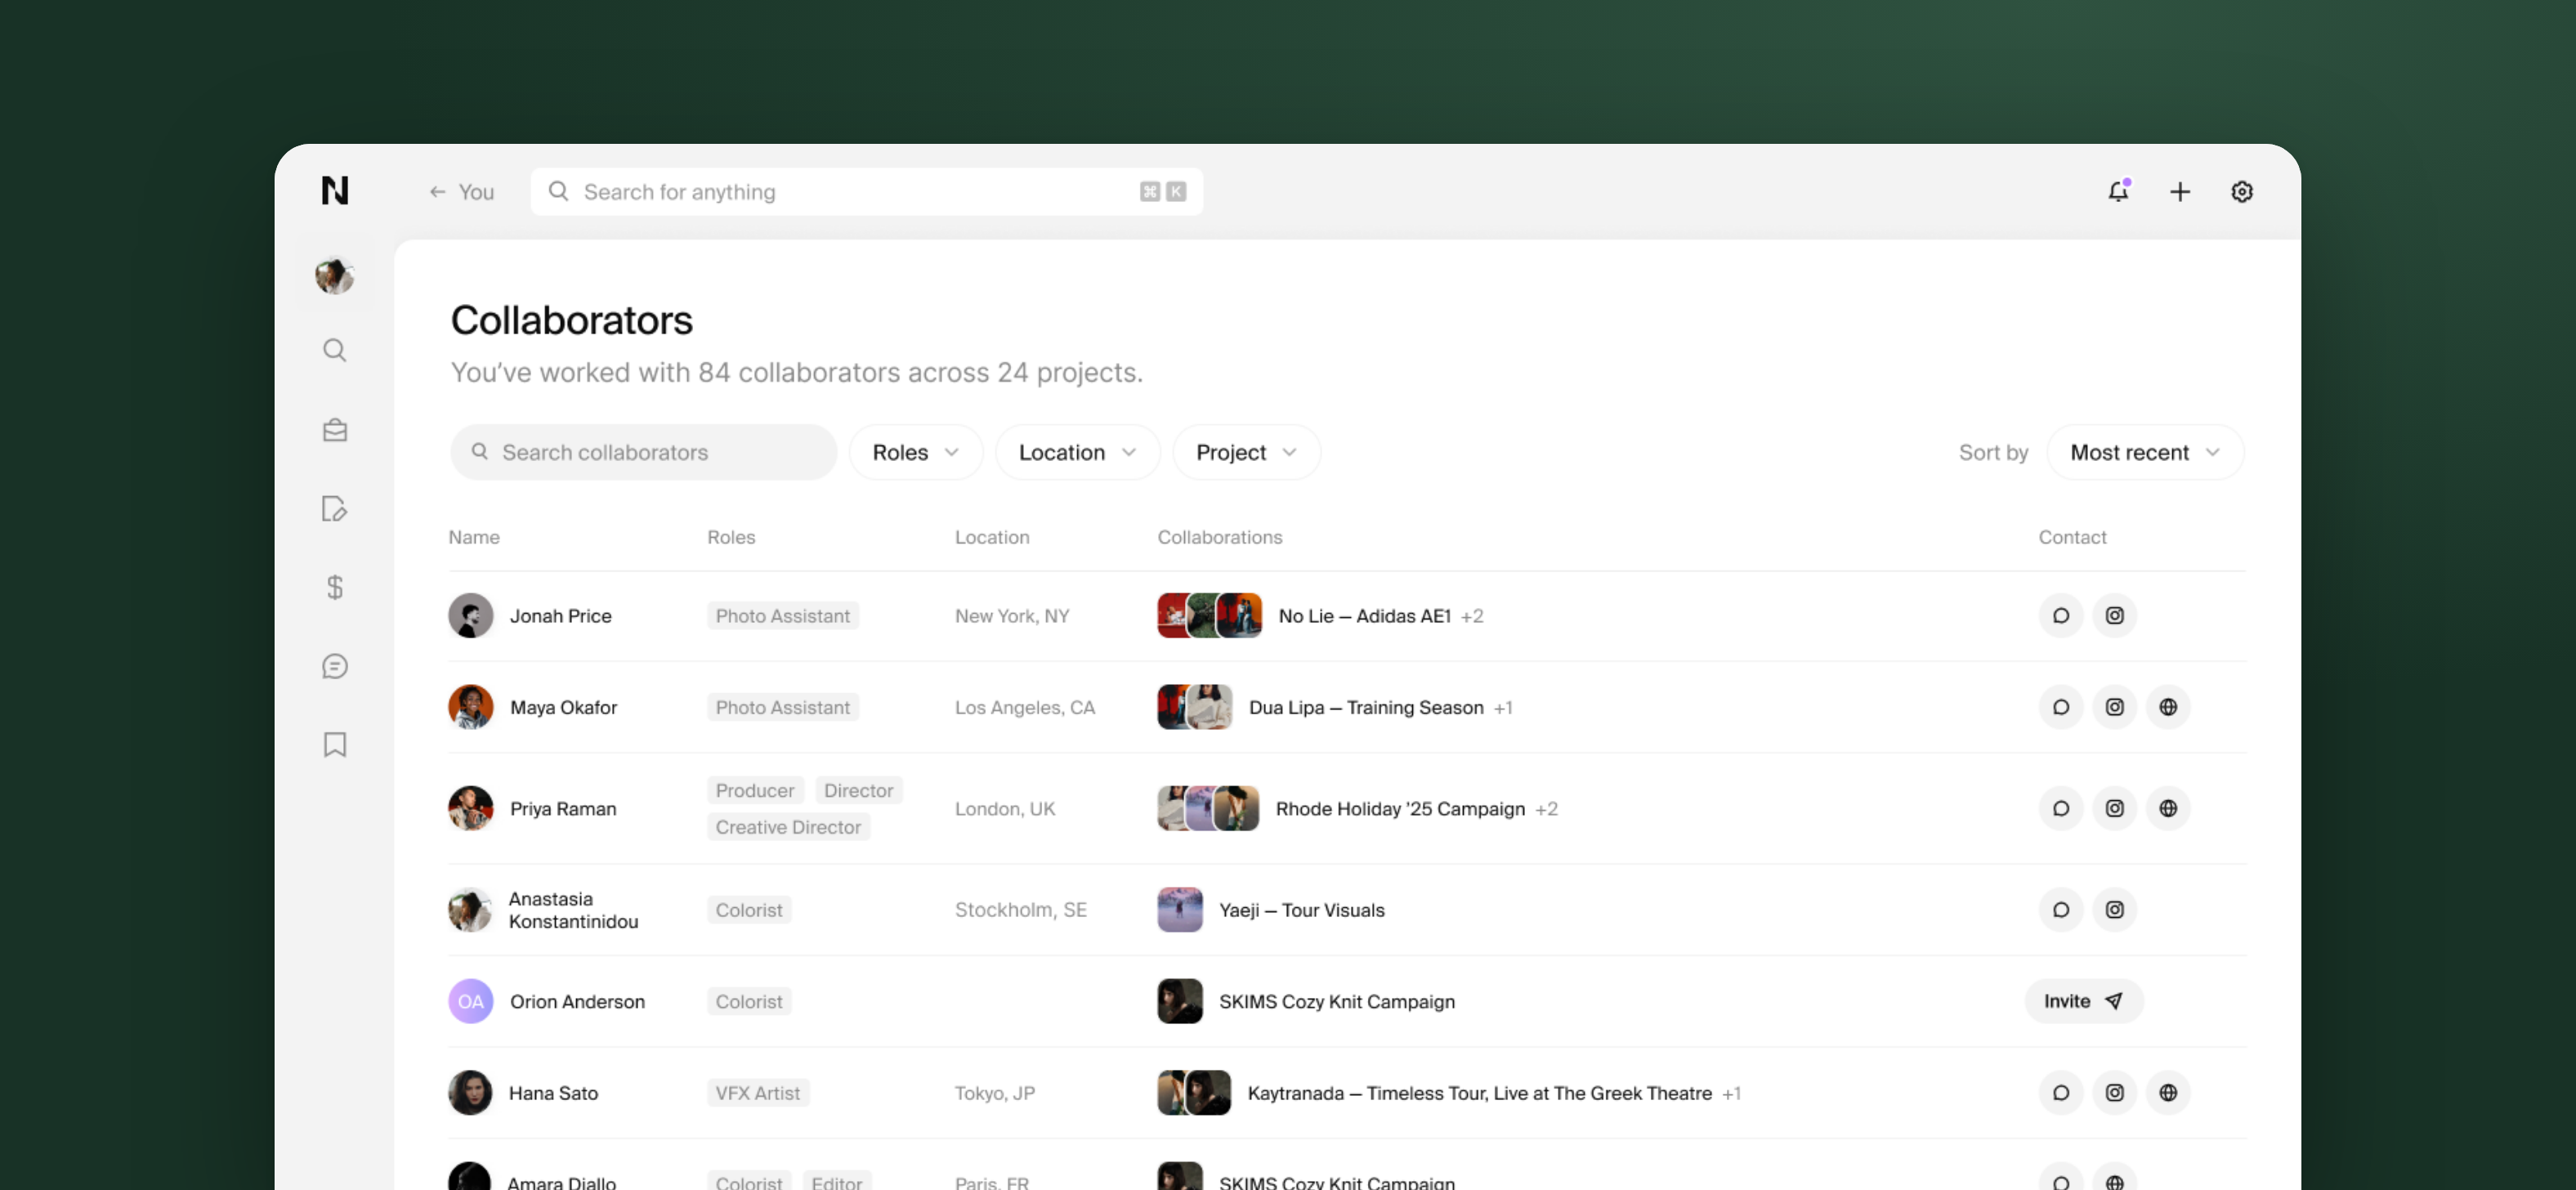 N
← You
Search for anything
⌘ K
Collaborators
You’ve worked with 84 collaborators across 24 projects.
Search collaborators
Roles
Location
Project
Sort by
Most recent
Name Roles Location Collaborations Contact
Jonah Price Photo Assistant New York, NY No Lie – Adidas AE1 +2
Maya Okafor Photo Assistant Los Angeles, CA Dua Lipa – Training Season +1
Priya Raman Producer Director
Creative Director London, UK Rhode Holiday ’25 Campaign +2
Anastasia
Konstantinidou Colorist Stockholm, SE Yaeji – Tour Visuals
OA Orion Anderson Colorist SKIMS Cozy Knit Campaign Invite
Hana Sato VFX Artist Tokyo, JP Kaytranada – Timeless Tour, Live at The Greek Theatre +1
Amara Diallo Colorist Editor Paris, FR SKIMS Cozy Knit Campaign